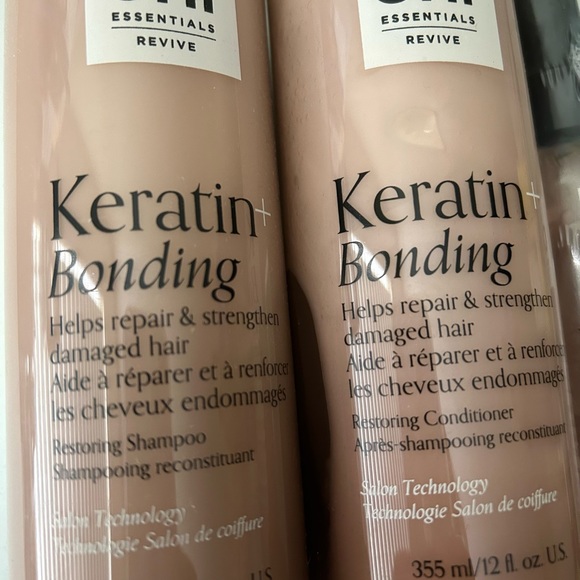 ESSENTIALS
REVIVE
Keratin+
Bonding
Helps repair & strengthen
damaged hair
Aide à réparer et à renforcer
les cheveux endommagés
Restoring Shampoo
Shampooing reconstituant
Salon Technology
Technologie Salon de coiffure
U.S.
ESSENTIALS
REVIVE
Keratin+
Bonding
Helps repair & strengthen
damaged hair
Aide à réparer et à renforcer
les cheveux endommagés
Restoring Conditioner
Après-shampooing reconstituant
Salon Technology
Technologie Salon de coiffure
355 ml/12 fl. oz. U.S.